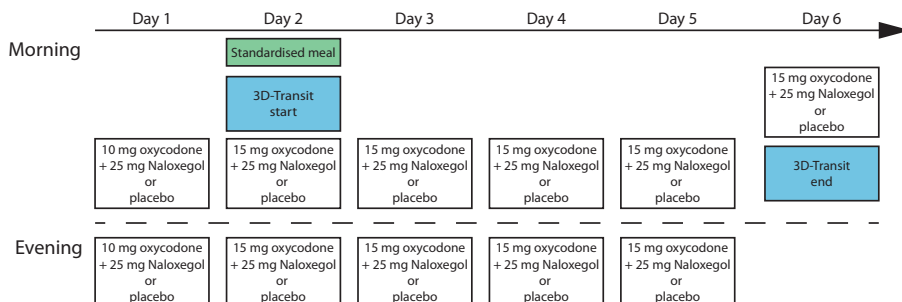 Day 1 Day 2 Day 3 Day 4 Day 5 Day 6
Morning
Standardised meal
3D-Transit
start
15 mg oxycodone
+ 25 mg Naloxegol
or
placebo
10 mg oxycodone
+ 25 mg Naloxegol
or
placebo
15 mg oxycodone
+ 25 mg Naloxegol
or
placebo
15 mg oxycodone
+ 25 mg Naloxegol
or
placebo
15 mg oxycodone
+ 25 mg Naloxegol
or
placebo
15 mg oxycodone
+ 25 mg Naloxegol
or
placebo
3D-Transit
end
Evening
10 mg oxycodone
+ 25 mg Naloxegol
or
placebo
15 mg oxycodone
+ 25 mg Naloxegol
or
placebo
15 mg oxycodone
+ 25 mg Naloxegol
or
placebo
15 mg oxycodone
+ 25 mg Naloxegol
or
placebo
15 mg oxycodone
+ 25 mg Naloxegol
or
placebo